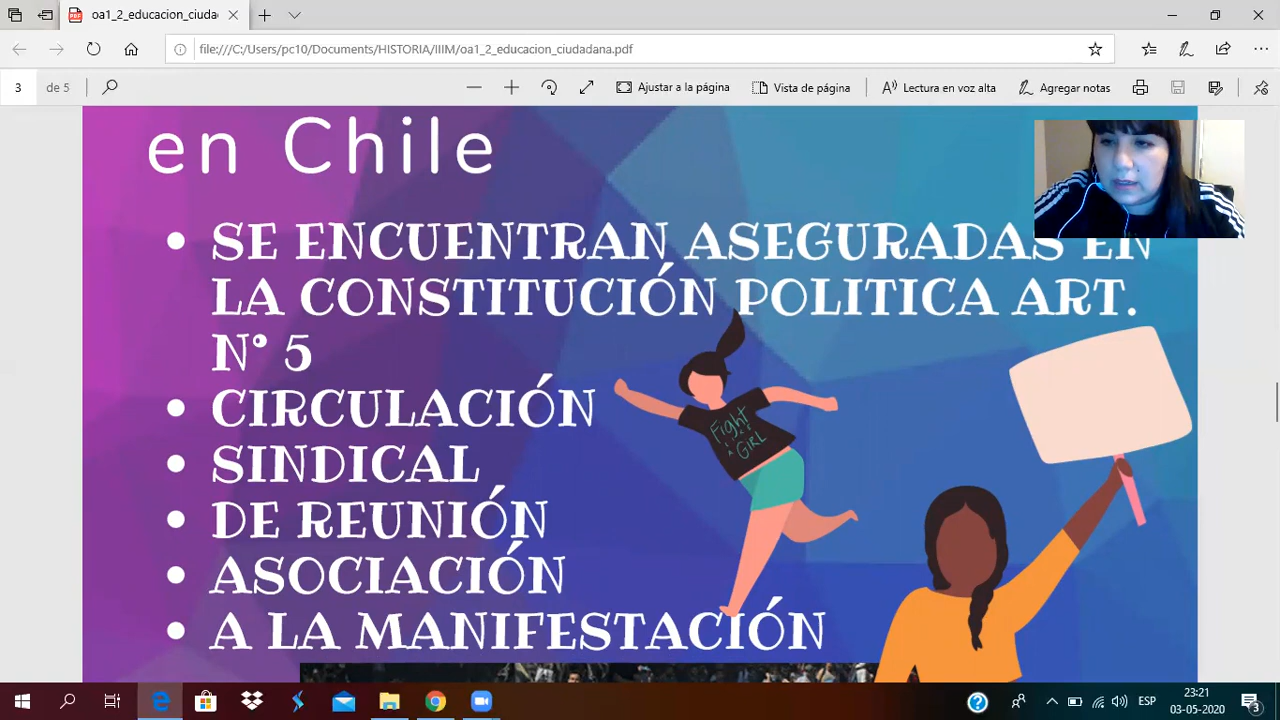 oa1_2_educacion_ciuda
file:///C:/Users/pc10/Documents/HISTORIA/IIIM/oa1_2_educacion_ciudadana.pdf
3 de 5 Ajustar a la página Vista de página Lectura en voz alta Agregar notas
en Chile
• SE ENCUENTRAN ASEGURADAS EN
LA CONSTITUCIÓN POLITICA ART.
N° 5
• CIRCULACIÓN
• SINDICAL
• DE REUNIÓN
• ASOCIACIÓN
• A LA MANIFESTACIÓN
Fight
LIKE
A GIRL
ESP
23:21
03-05-2020
3